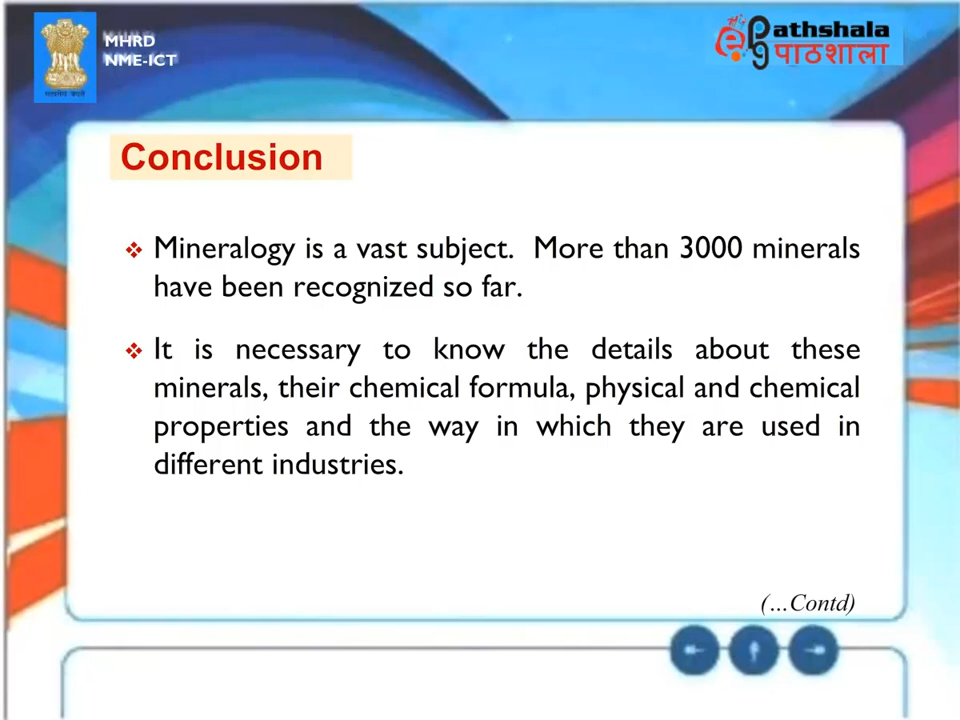 MHRD
NME-ICT
ePG Pathshala
पाठशाला
Conclusion
❖ Mineralogy is a vast subject. More than 3000 minerals
have been recognized so far.
❖ It is necessary to know the details about these
minerals, their chemical formula, physical and chemical
properties and the way in which they are used in
different industries.
(...Contd)